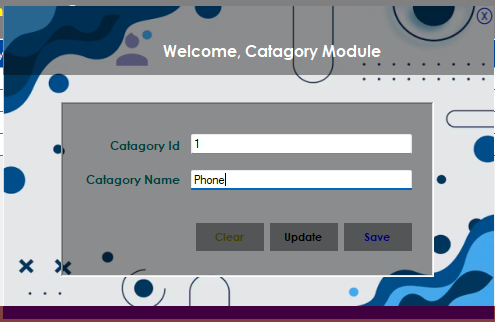 Welcome, Catagory Module
Catagory Id 1
Catagory Name Phone
Clear Update Save